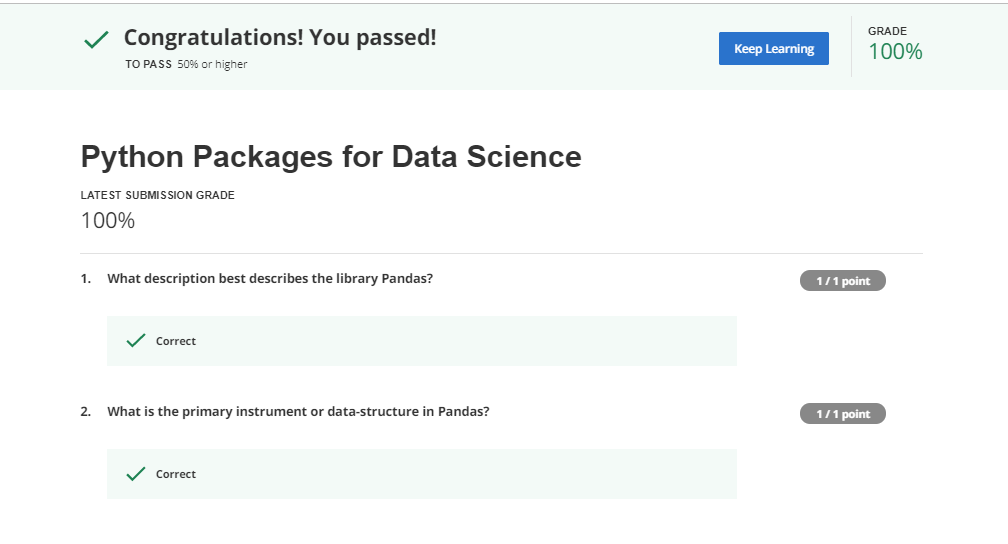 Congratulations! You passed!
TO PASS 50% or higher
Keep Learning
GRADE
100%
Python Packages for Data Science
LATEST SUBMISSION GRADE
100%
1. What description best describes the library Pandas?
1 / 1 point
Correct
2. What is the primary instrument or data-structure in Pandas?
1 / 1 point
Correct